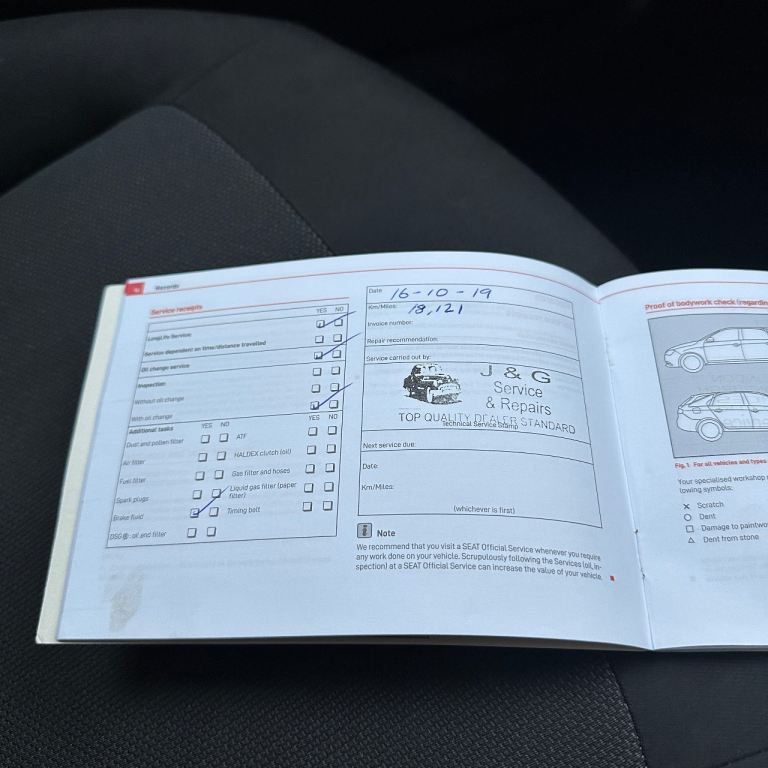 Records
Service receipts
YES NO
LongLife Service:
Service dependent on time/distance travelled
Oil change service
Inspection
Without oil change
With oil change
YES NO
Additional tasks
YES NO
Dust and pollen filter
ATF
Air filter
HALDEX clutch (oil)
Fuel filter
Gas filter and hoses
Spark plugs
Liquid gas filter (paper
filter)
Brake fluid
Timing belt
DSG®: oil and filter
Date 16-10-19
Km/Miles: 18,121
Invoice number:
Repair recommendation:
Service carried out by:
J & G
Service
& Repairs
TOP QUALITY DEALER STANDARD
Technical Service Stamp
Next service due:
Date:
Km/Miles:
(whichever is first)
Note
We recommend that you visit a SEAT Official Service whenever you require
any work done on your vehicle. Scrupulously following the Services (oil, in-
spection) at a SEAT Official Service can increase the value of your vehicle.
Proof of bodywork check (regardin
Fig. 1 For all vehicles and types
Your specialised workshop
lowing symbols:
Scratch
Dent
Damage to paintwo
Dent from stone